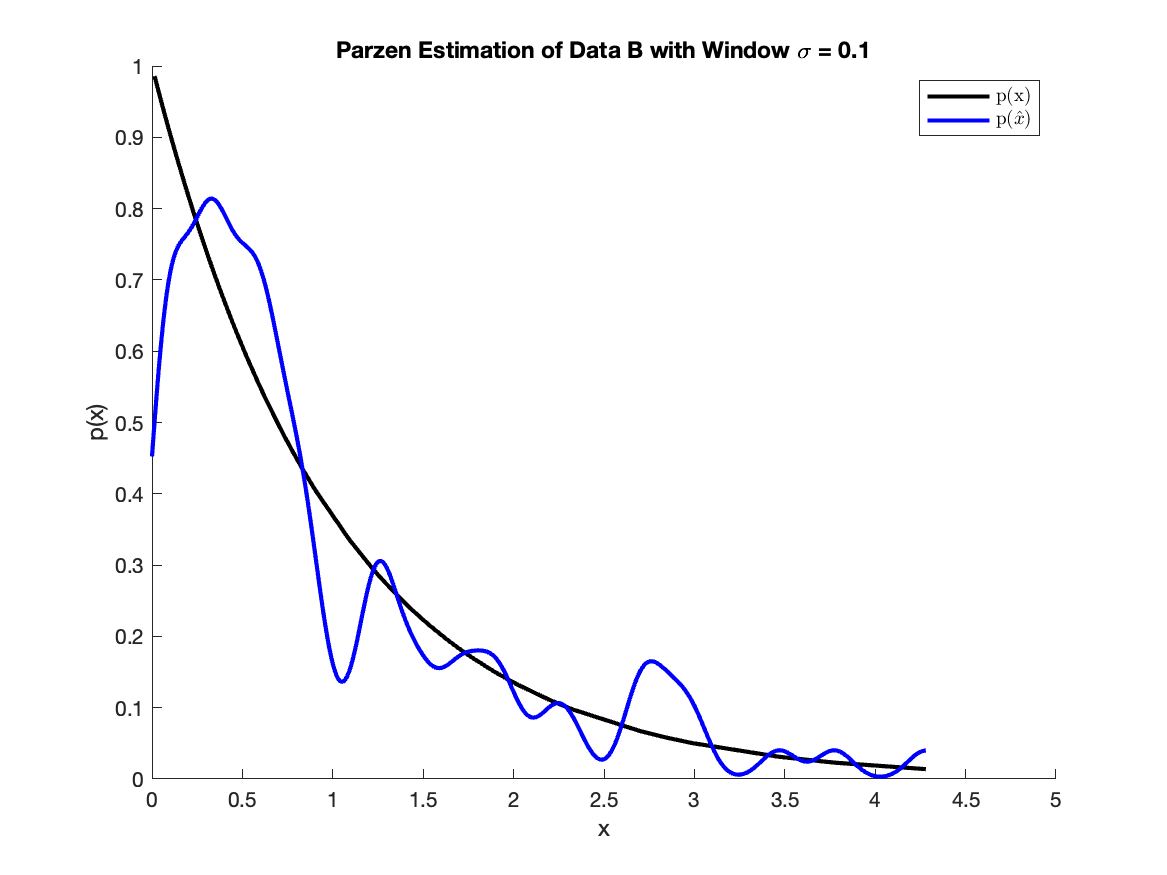 Parzen Estimation of Data B with Window σ = 0.1
p(x)
p(x̂)
1
0.9
0.8
0.7
0.6
0.5
0.4
0.3
0.2
0.1
0
p(x)
0 0.5 1 1.5 2 2.5 3 3.5 4 4.5 5
x